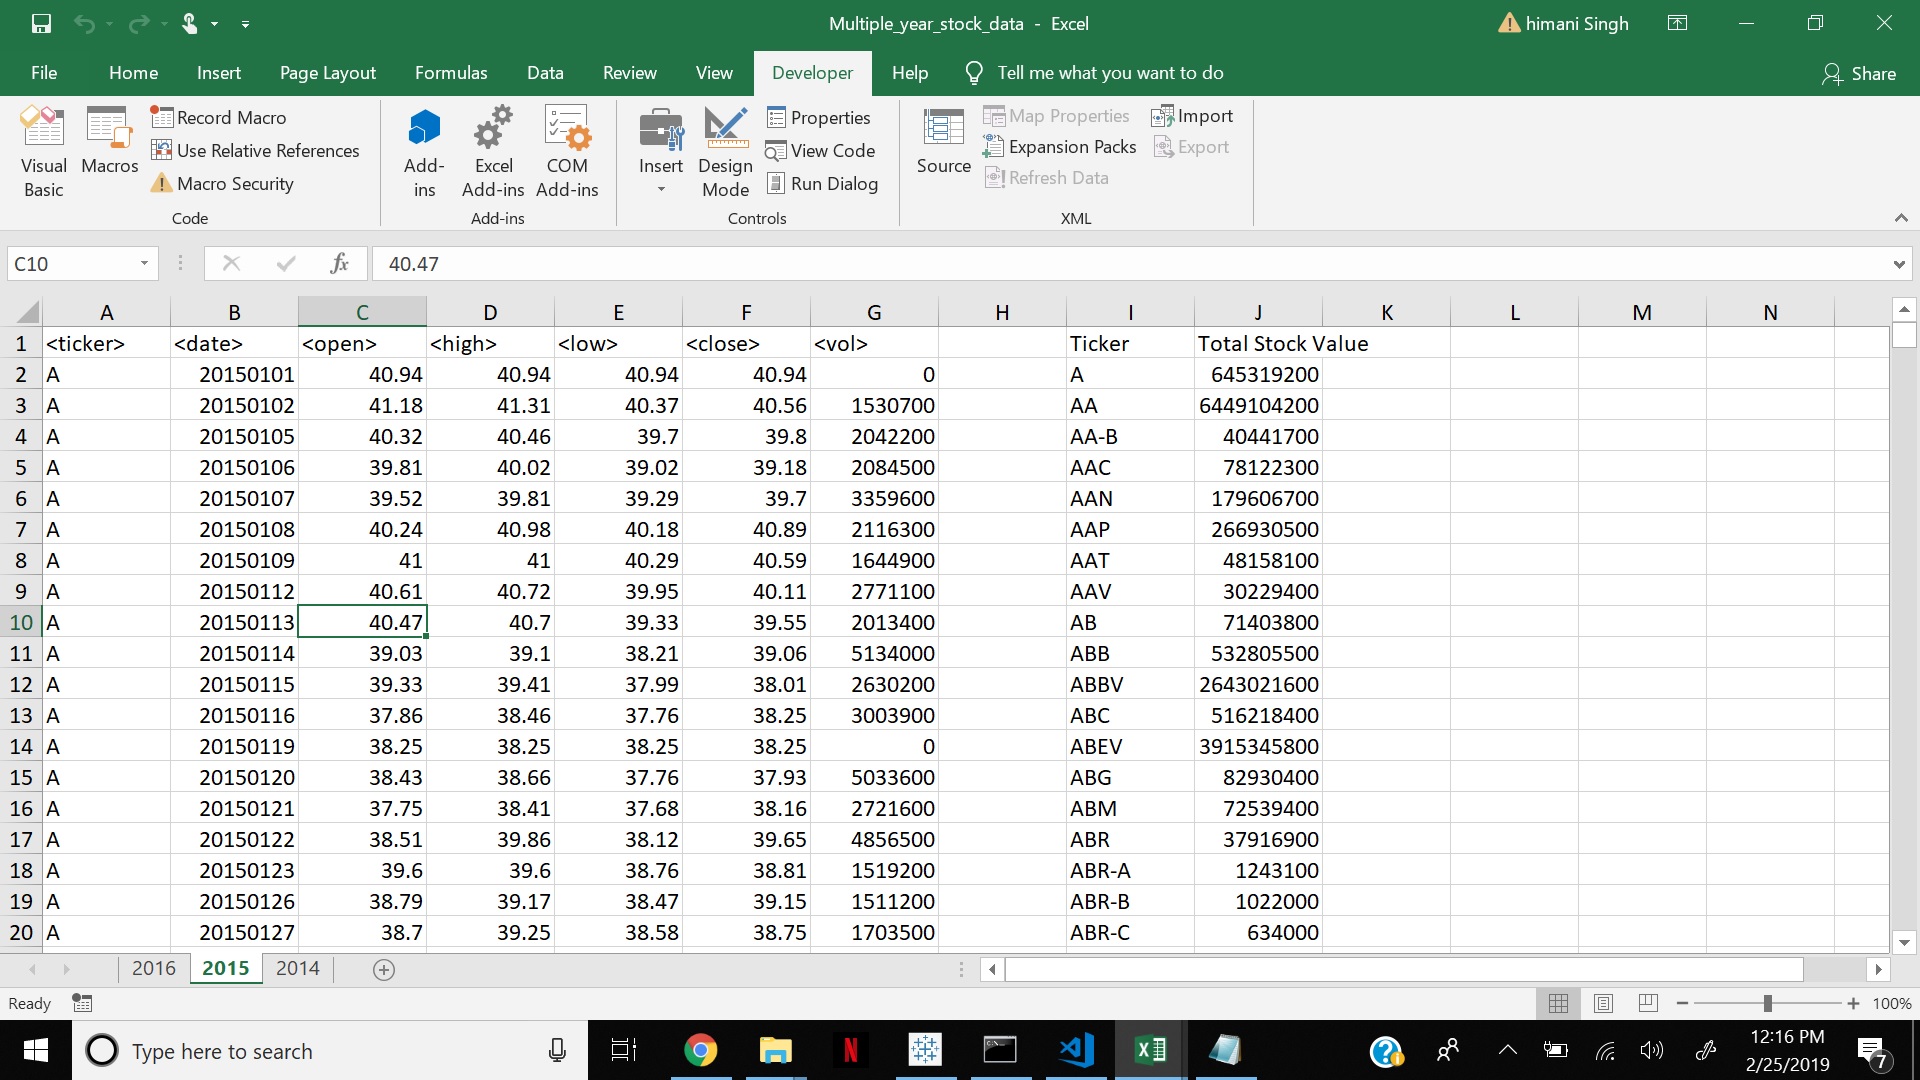 Multiple_year_stock_data - Excel
himani Singh
File Home Insert Page Layout Formulas Data Review View Developer Help Tell me what you want to do Share
Visual Basic
Macros
Record Macro
Use Relative References
Macro Security
Code
Add-ins
Excel Add-ins
COM Add-ins
Add-ins
Insert
Design Mode
Properties
View Code
Run Dialog
Controls
Source
Map Properties
Expansion Packs
Refresh Data
Import
Export
XML
C10 fx 40.47
A B C D E F G H I J K L M N
1 <ticker> <date> <open> <high> <low> <close> <vol> Ticker Total Stock Value
2 A 20150101 40.94 40.94 40.94 40.94 0 A 645319200
3 A 20150102 41.18 41.31 40.37 40.56 1530700 AA 6449104200
4 A 20150105 40.32 40.46 39.7 39.8 2042200 AA-B 40441700
5 A 20150106 39.81 40.02 39.02 39.18 2084500 AAC 78122300
6 A 20150107 39.52 39.81 39.29 39.7 3359600 AAN 179606700
7 A 20150108 40.24 40.98 40.18 40.89 2116300 AAP 266930500
8 A 20150109 41 41 40.29 40.59 1644900 AAT 48158100
9 A 20150112 40.61 40.72 39.95 40.11 2771100 AAV 30229400
10 A 20150113 40.47 40.7 39.33 39.55 2013400 AB 71403800
11 A 20150114 39.03 39.1 38.21 39.06 5134000 ABB 532805500
12 A 20150115 39.33 39.41 37.99 38.01 2630200 ABBV 2643021600
13 A 20150116 37.86 38.46 37.76 38.25 3003900 ABC 516218400
14 A 20150119 38.25 38.25 38.25 38.25 0 ABEV 3915345800
15 A 20150120 38.43 38.66 37.76 37.93 5033600 ABG 82930400
16 A 20150121 37.75 38.41 37.68 38.16 2721600 ABM 72539400
17 A 20150122 38.51 39.86 38.12 39.65 4856500 ABR 37916900
18 A 20150123 39.6 39.6 38.76 38.81 1519200 ABR-A 1243100
19 A 20150126 38.79 39.17 38.47 39.15 1511200 ABR-B 1022000
20 A 20150127 38.7 39.25 38.58 38.75 1703500 ABR-C 634000
2016 2015 2014
Ready 100%
Type here to search
12:16 PM
2/25/2019
7